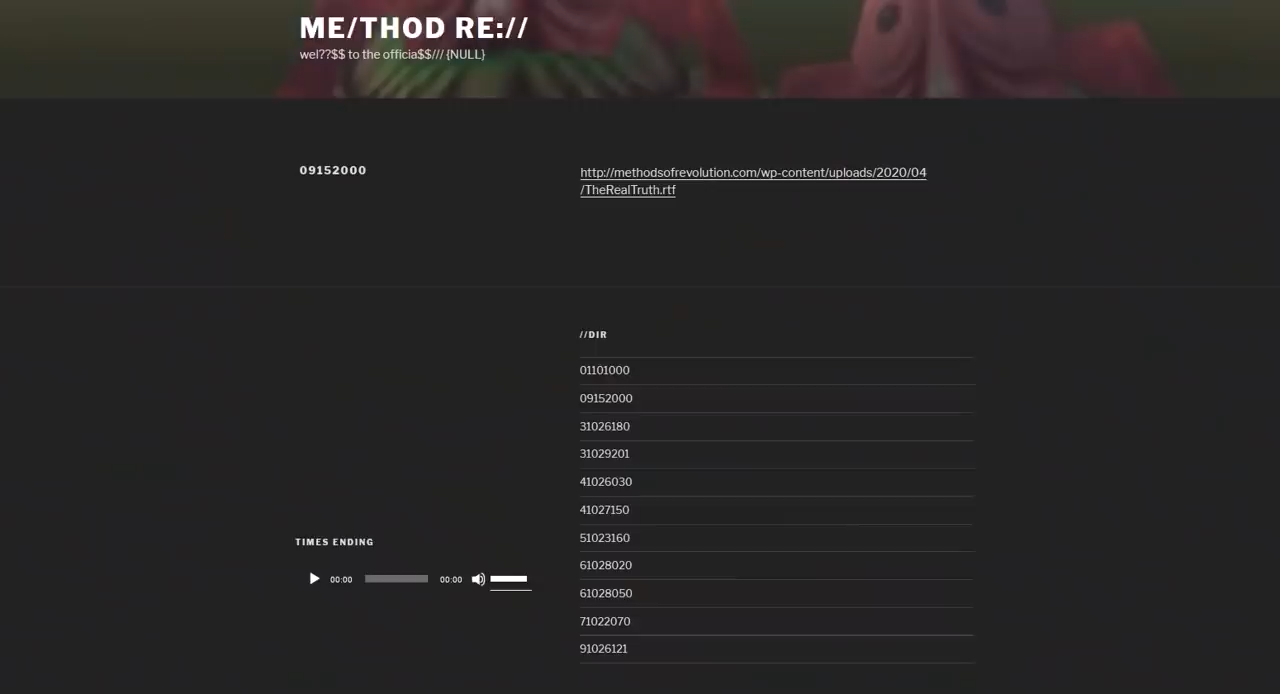 ME/THOD RE://
wel??$$ to the officia$$/// {NULL}
09152000
http://methodsofrevolution.com/wp-content/uploads/2020/04
/TheRealTruth.rtf
//DIR
01101000
09152000
31026180
31029201
41026030
41027150
51023160
61028020
61028050
71022070
91026121
TIMES ENDING
00:00 00:00